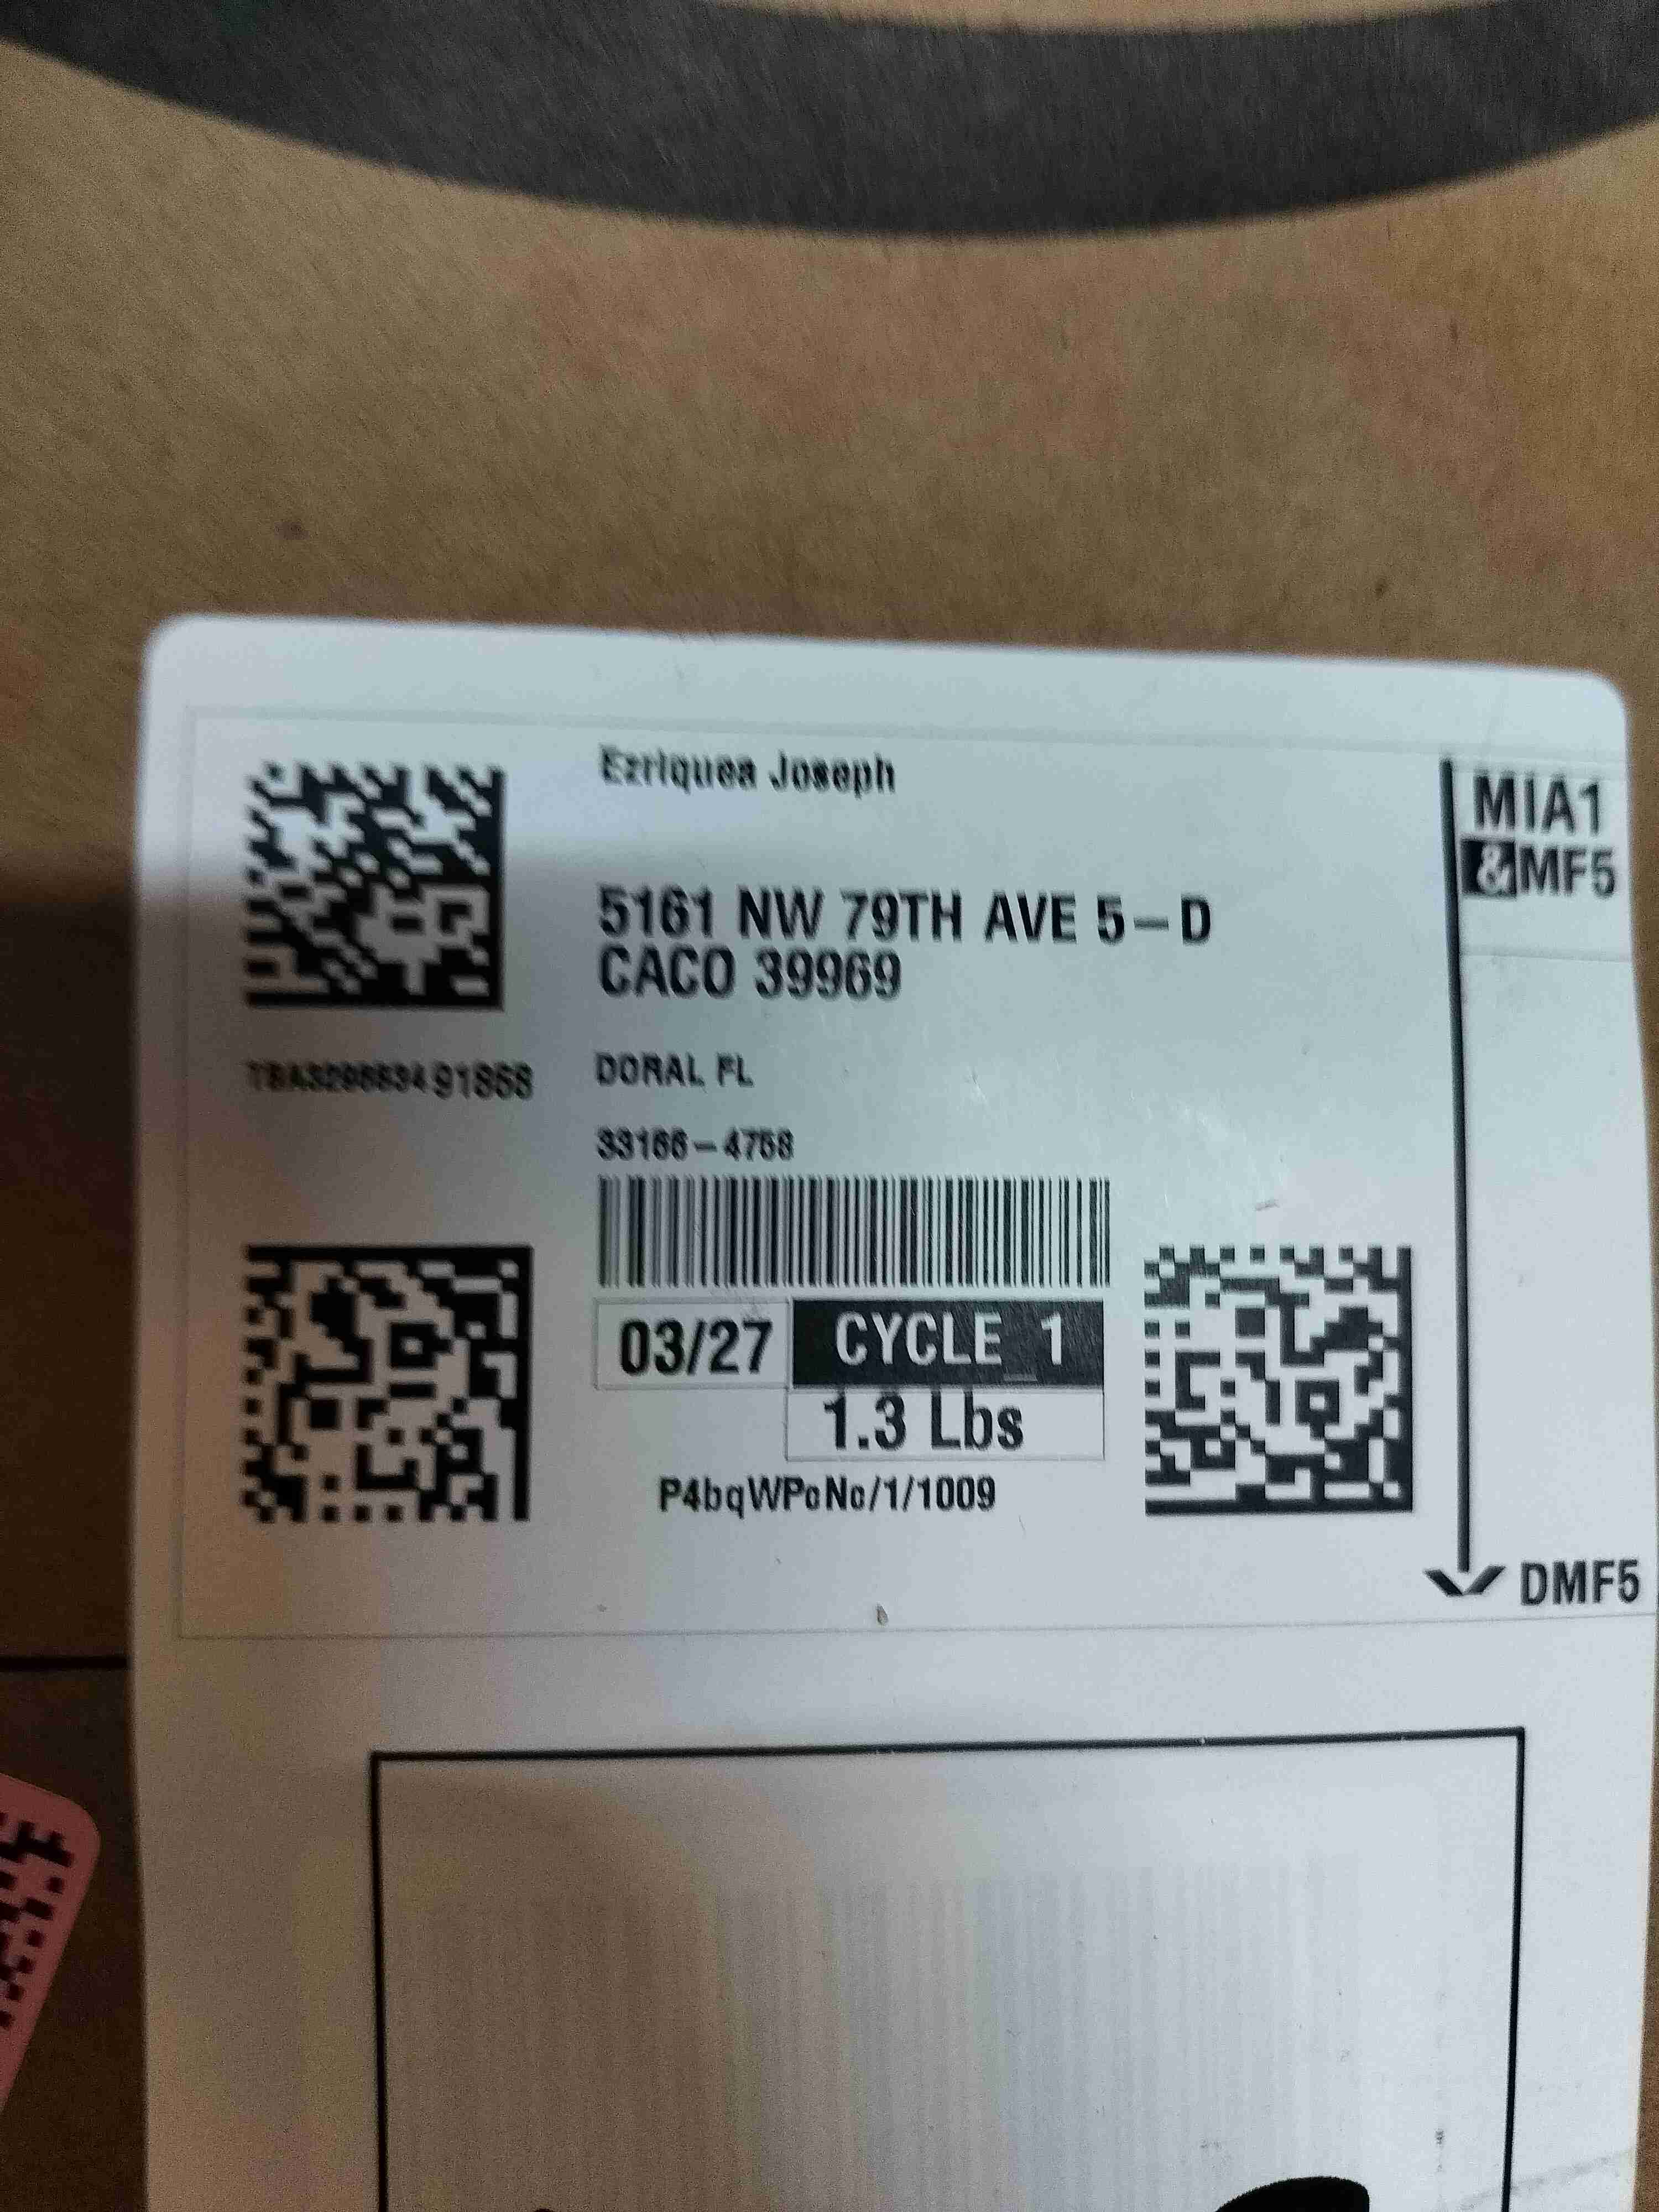 Ezriquea Joseph
MIA1
&MF5
5161 NW 79TH AVE 5-D
CACO 39969
DORAL FL
33166-4758
03/27 CYCLE 1
1.3 Lbs
P4bqWPcNc/1/1009
DMF5